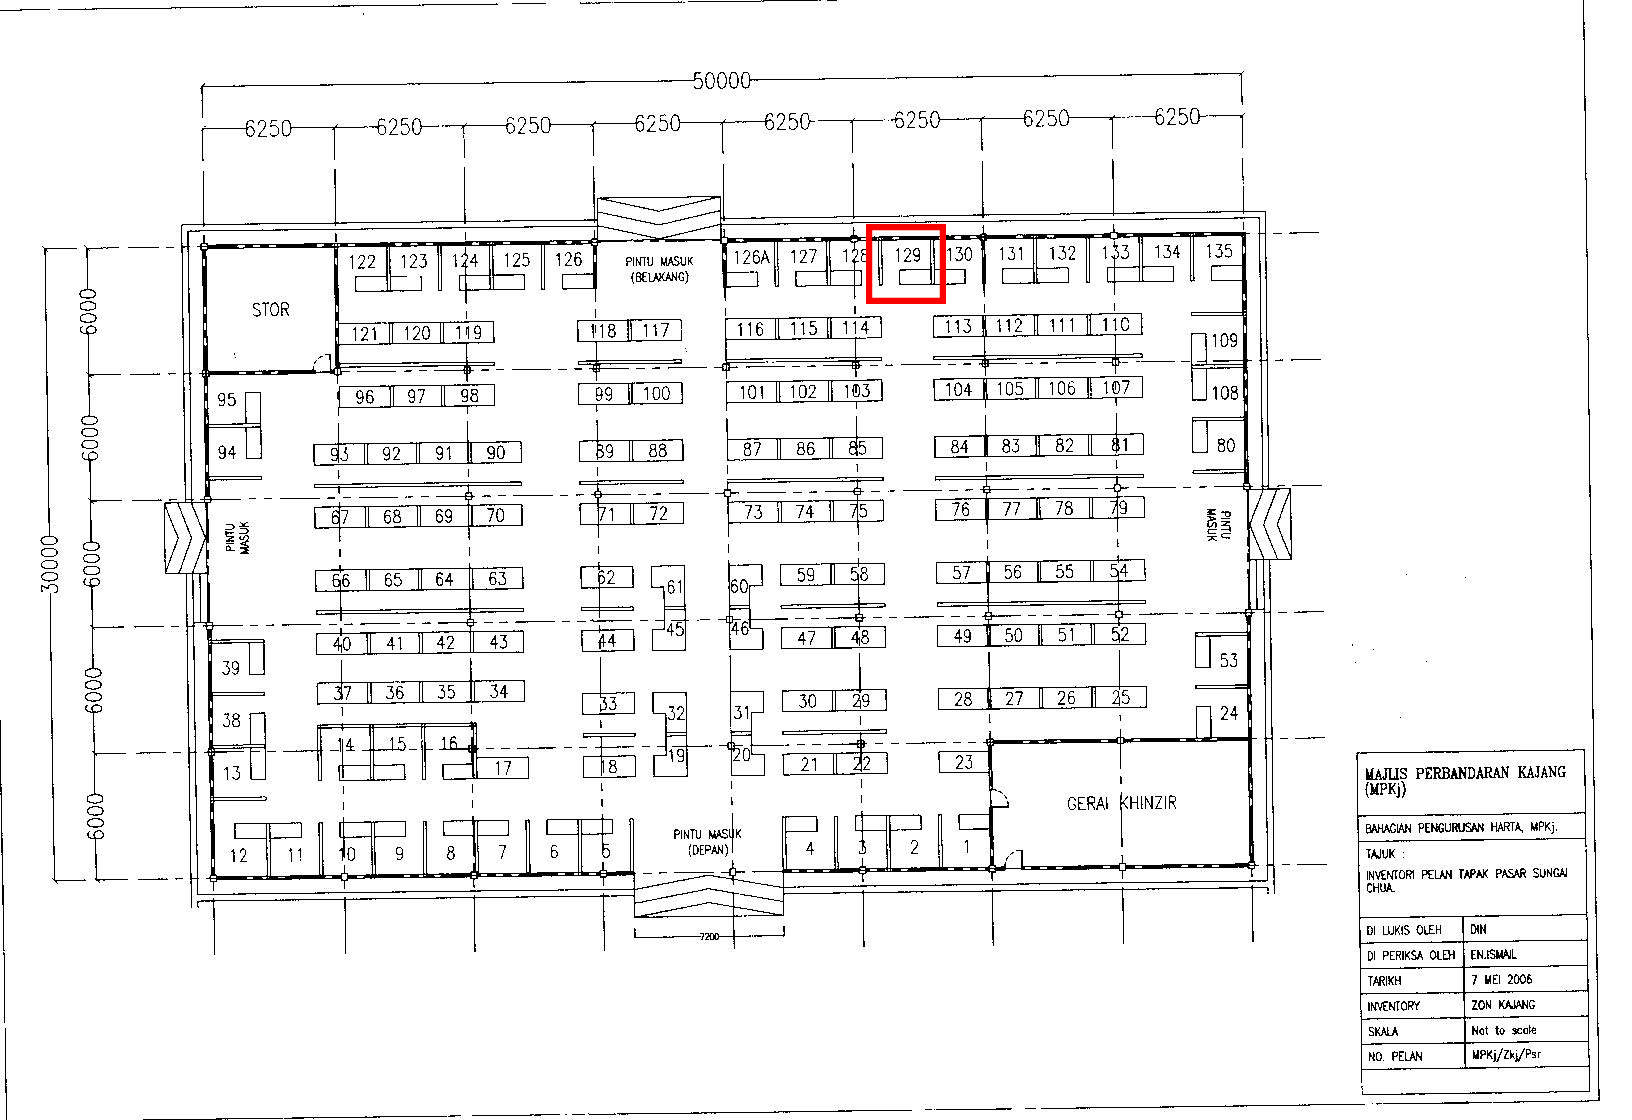 50000
6250 6250 6250 6250 6250 6250 6250 6250
122 123 124 125 126 PINTU MASUK (BELAKANG) 126A 127 128 129 130 131 132 133 134 135
6000 STOR
121 120 119 118 117 116 115 114 113 112 111 110 109
95 96 97 98 99 100 101 102 103 104 105 106 107 108
6000
94 93 92 91 90 89 88 87 86 85 84 83 82 81 80
67 68 69 70 71 72 73 74 75 76 77 78 79
PINTU MASUK
PINTU MASUK
30000 6000
66 65 64 63 62 61 60 59 58 57 56 55 54
39 40 41 42 43 44 45 46 47 48 49 50 51 52 53
6000
38 37 36 35 34 33 32 31 30 29 28 27 26 25 24
13 14 15 16 17 18 19 20 21 22 23
6000 GERAI KHINZIR
12 11 10 9 8 7 6 5 PINTU MASUK (DEPAN) 4 3 2 1
7200
MAJLIS PERBANDARAN KAJANG
(MPKj)
BAHAGIAN PENGURUSAN HARTA, MPKj.
TAJUK :
INVENTORI PELAN TAPAK PASAR SUNGAI
CHUA.
DI LUKIS OLEH DIN
DI PERIKSA OLEH EN.ISMAIL
TARIKH 7 MEI 2006
INVENTORY ZON KAJANG
SKALA Not to scale
NO. PELAN MPKj/Zkj/Psr